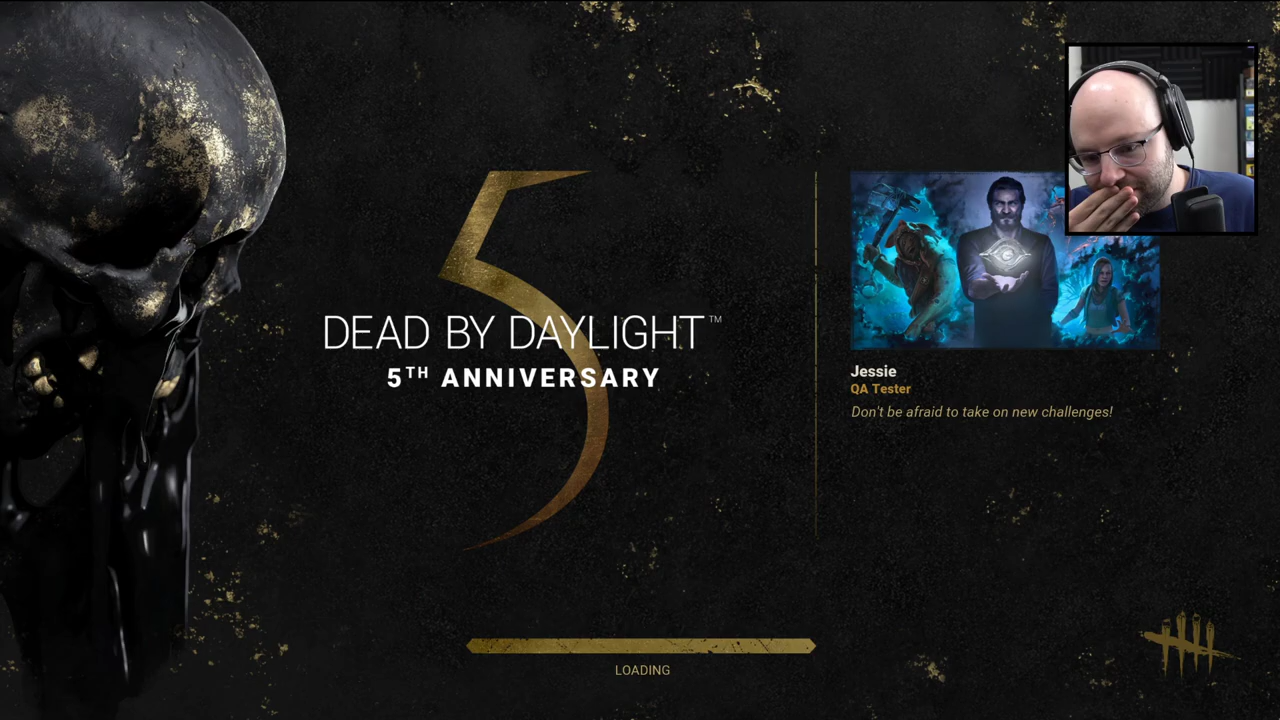 DEAD BY DAYLIGHT™
5TH ANNIVERSARY
Jessie
QA Tester
Don't be afraid to take on new challenges!
LOADING